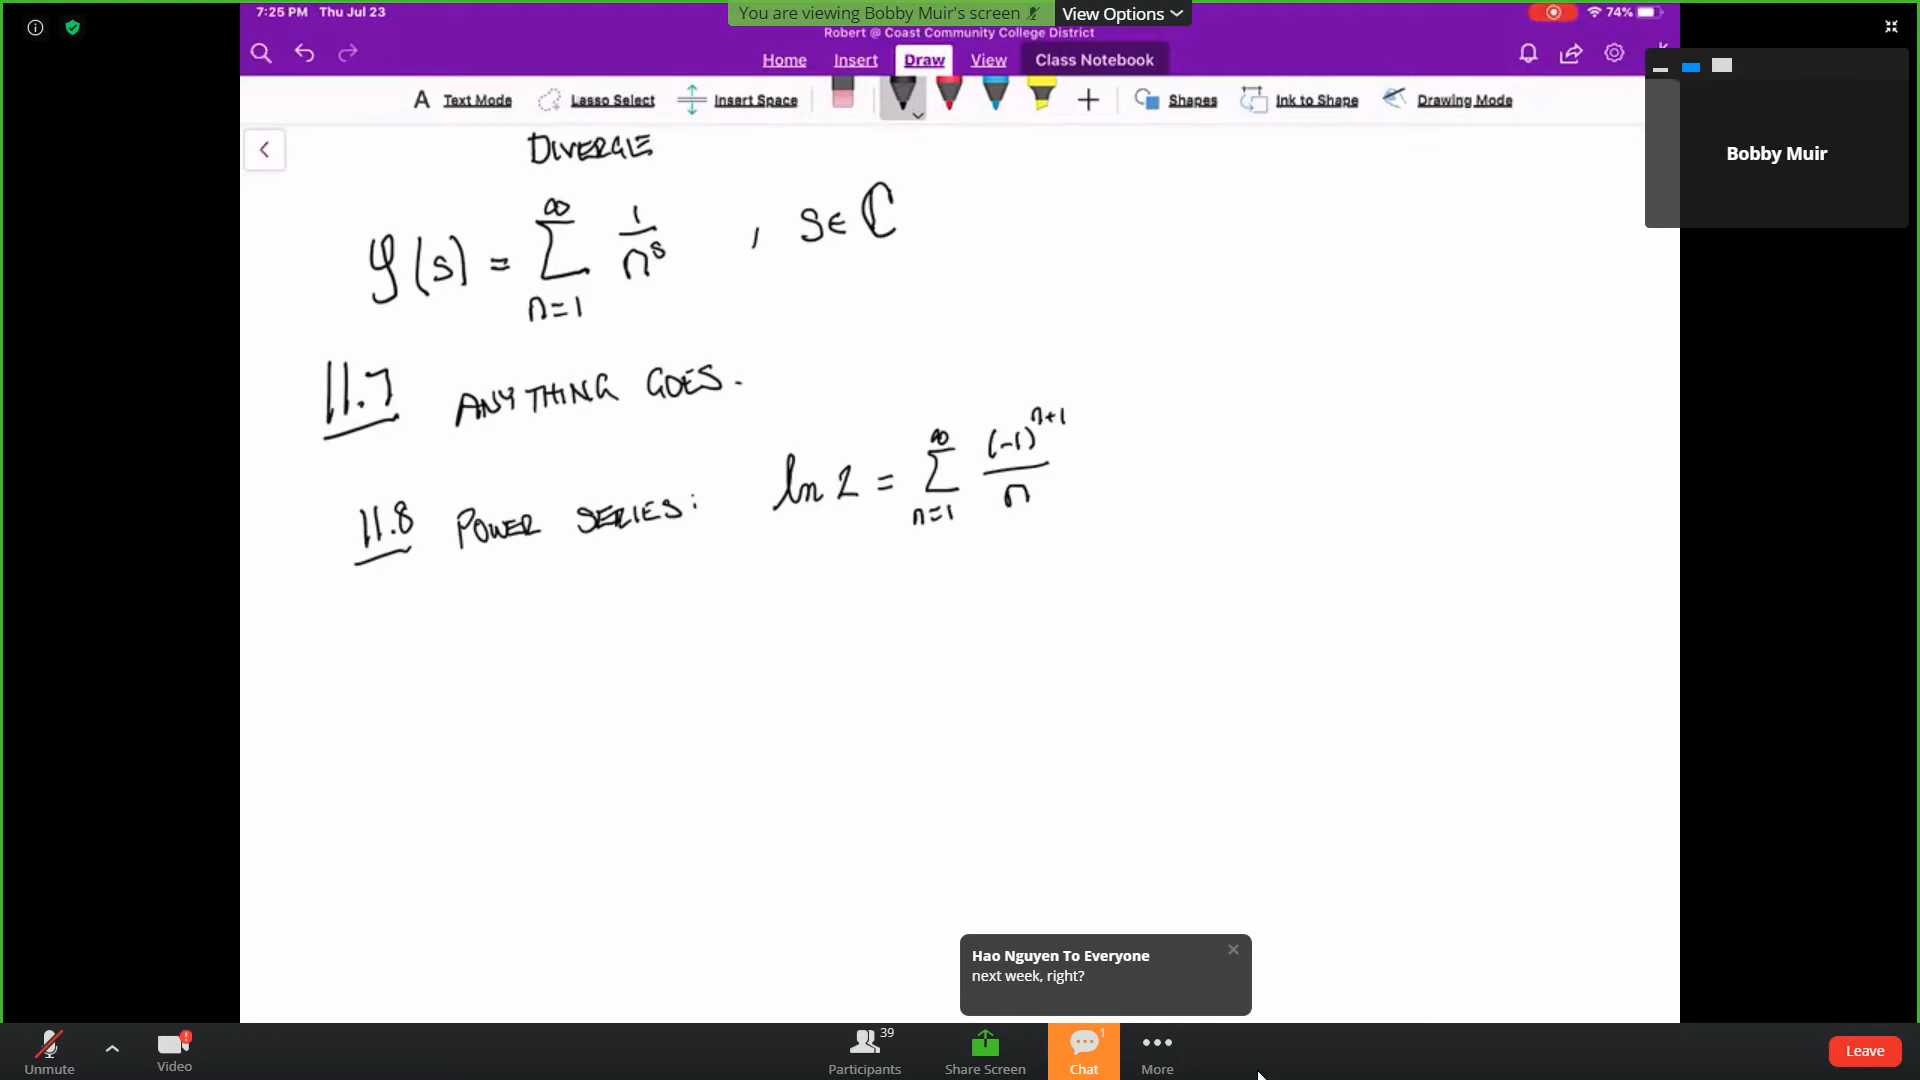 7:25 PM Thu Jul 23
You are viewing Bobby Muir's screen
View Options
74%
Robert @ Coast Community College District
Home Insert Draw View Class Notebook
Text Mode Lasso Select Insert Space Shapes Ink to Shape Drawing Mode
Bobby Muir
DIVERGE
ζ(s) = ∑_{n=1}^{∞} 1/n^s , s ∈ ℂ
11.7 ANYTHING GOES.
11.8 POWER SERIES: ln 2 = ∑_{n=1}^{∞} (-1)^{n+1}/n
Hao Nguyen To Everyone
next week, right?
Unmute Video Participants 39 Share Screen Chat 1 More Leave